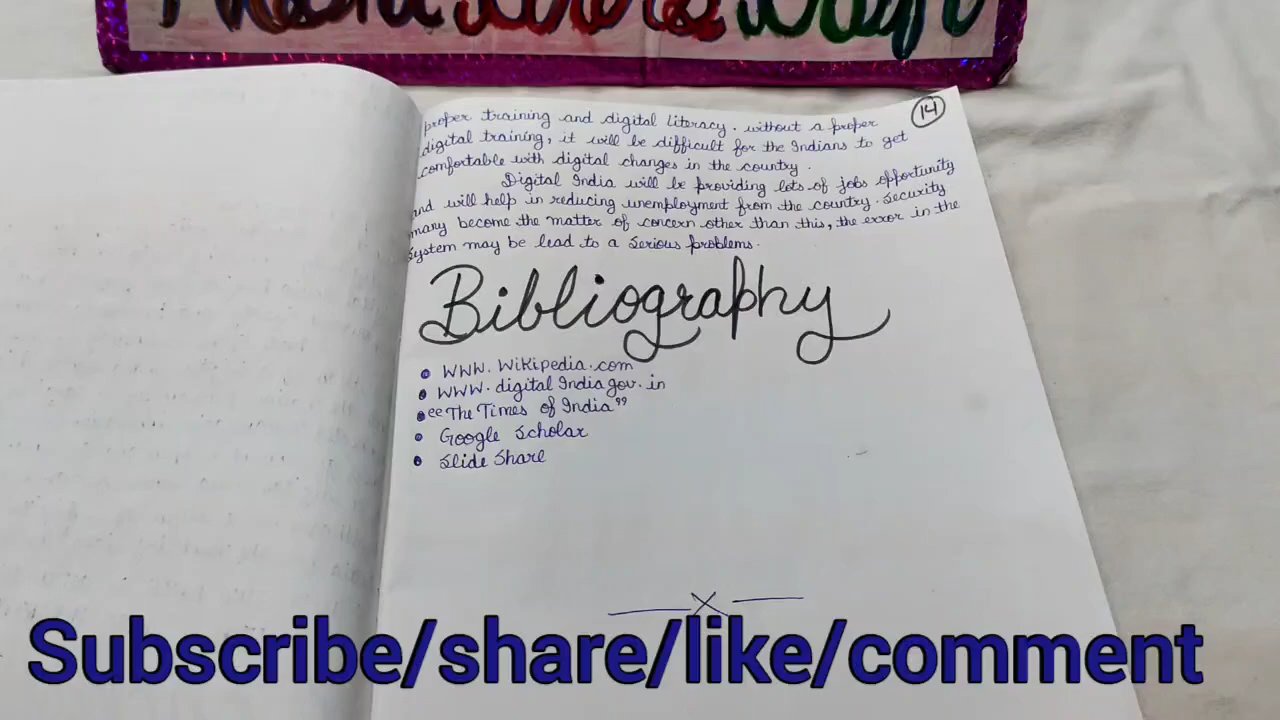 14
proper training and digital literacy. without a proper
digital training, it will be difficult for the Indians to get
comfortable with digital changes in the country.
Digital India will be providing lots of jobs opportunity
and will help in reducing unemployment from the country. Security
many become the matter of concern other than this, the error in the
system may be lead to a serious problems.
Bibliography
• WWW. Wikipedia.com
• WWW. digital India gov. in
• "The Times of India"
• Google Scholar
• Slide Share
Subscribe/share/like/comment